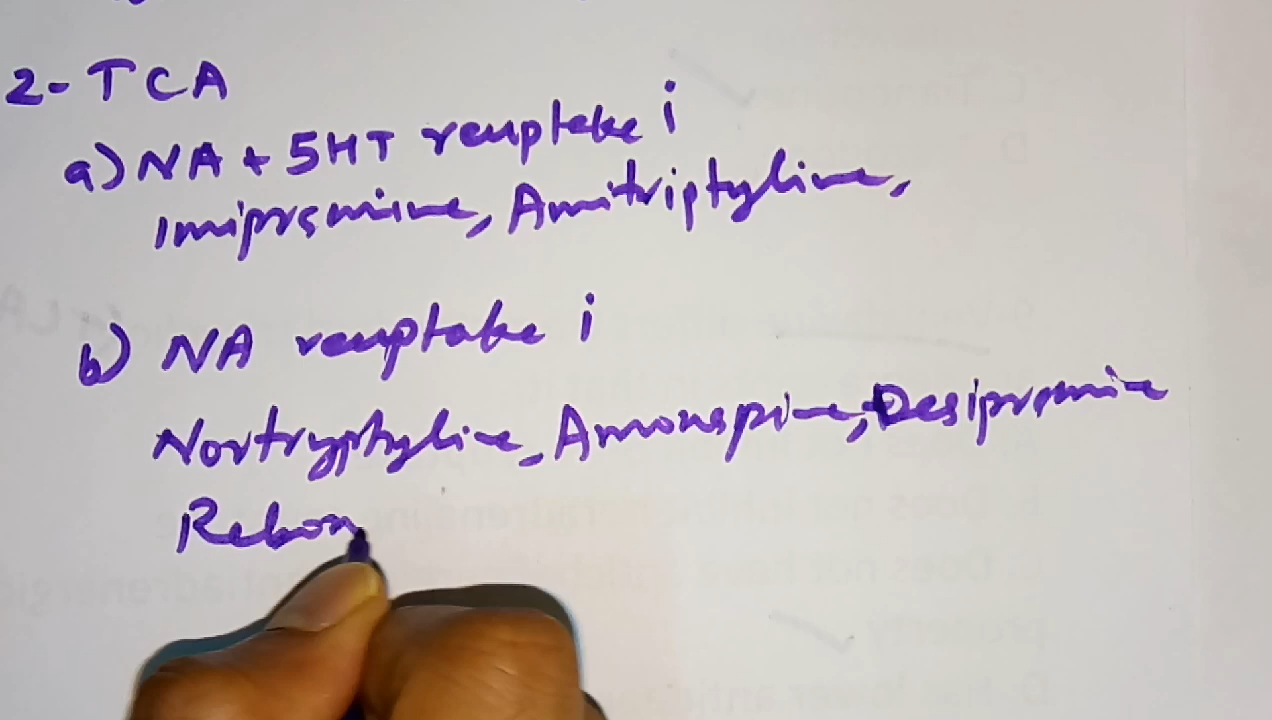 2- TCA
a) NA + 5HT reuptake i
Imipramine, Amitriptyline,
b) NA reuptake i
Nortryptyline, Amoxapine, Desipramine
Rebox